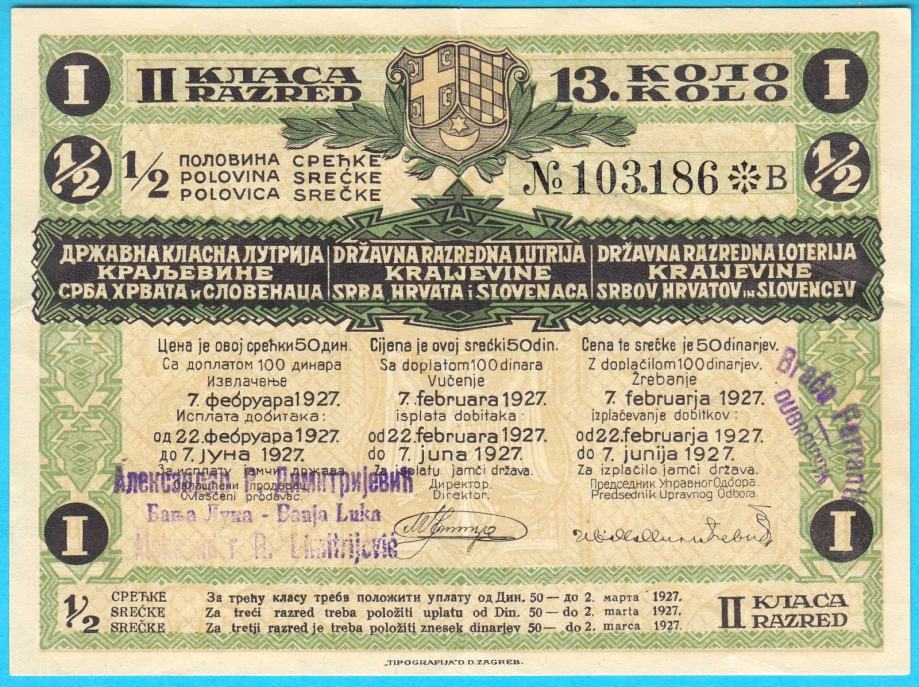 I
II КЛАСА RAZRED
13. КОЛО KOLO
I
1/2
1/2 ПОЛОВИНА СРЕЋКЕ
POLOVINA SREĆKE
POLOVICA SREČKE
№ 103.186 B
1/2
ДРЖАВНА КЛАСНА ЛУТРИЈА
КРАЉЕВИНЕ
СРБА, ХРВАТА и СЛОВЕНАЦА
DRŽAVNA RAZREDNA LUTRIJA
KRALJEVINE
SRBA, HRVATA i SLOVENACA
DRŽAVNA RAZREDNA LOTERIJA
KRALJEVINE
SRBOV, HRVATOV IN SLOVENCEV
Цена је овој срећки 50 дин.
Са доплатом 100 динара
Извлачење
7. фебруара 1927.
Исплата добитака:
од 22. фебруара 1927.
до 7. јуна 1927.
За исплату јамчи држава.
Овлашћени продавац.
Ovlašćeni prodavac.
Cijena je ovoj srećki 50 din.
Sa doplatom 100 dinara
Vučenje
7. februara 1927.
isplata dobitaka:
od 22. februara 1927.
do 7. juna 1927.
Za isplatu jamči država.
Директор.
Direktor.
Cena te srečke je 50 dinarjev.
Z doplačilom 100 dinarjev.
Žrebanje
7. februarja 1927.
izplačevanje dobitkov:
od 22. februarja 1927.
do 7. junija 1927.
Za izplačilo jamči država.
Председник Управног Одбора.
Predsednik Upravnog Odbora.
Александар Р. Димитријевић
Бања Лука - Banja Luka
Aleksandar R. Dimitrijević
Braća
DUBROVNIK
I
I
1/2 СРЕЋКЕ
SREĆKE
SREČKE
За трећу класу треба положити уплату од Дин. 50 — до 2. марта 1927.
Za treći razred treba položiti uplatu od Din. 50 — do 2. marta 1927.
Za tretji razred je treba položiti znesek dinarjev 50 — do 2. marca 1927.
II КЛАСА
RAZRED
„TIPOGRAFIJA“ D. D. ZAGREB.